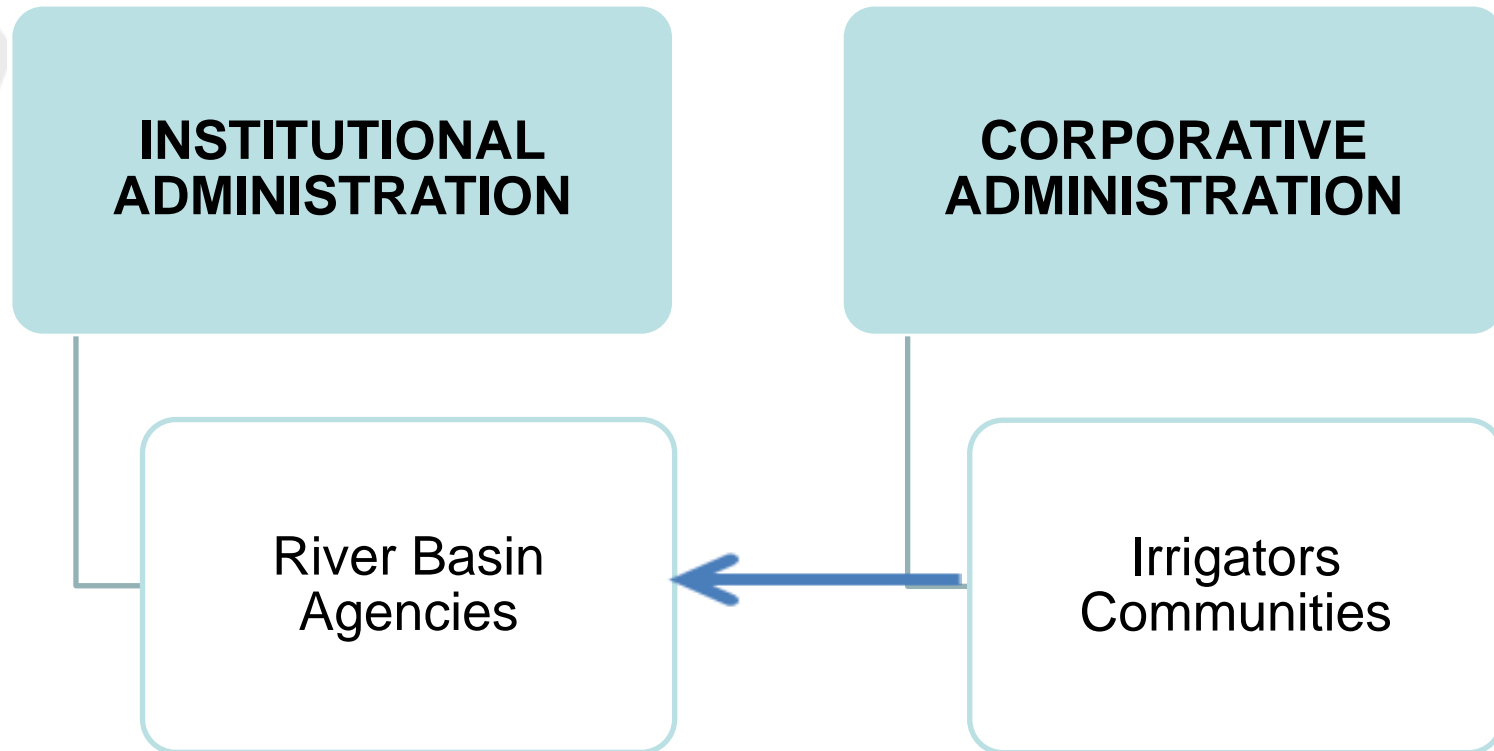 INSTITUTIONAL
ADMINISTRATION
CORPORATIVE
ADMINISTRATION
River Basin
Agencies
Irrigators
Communities